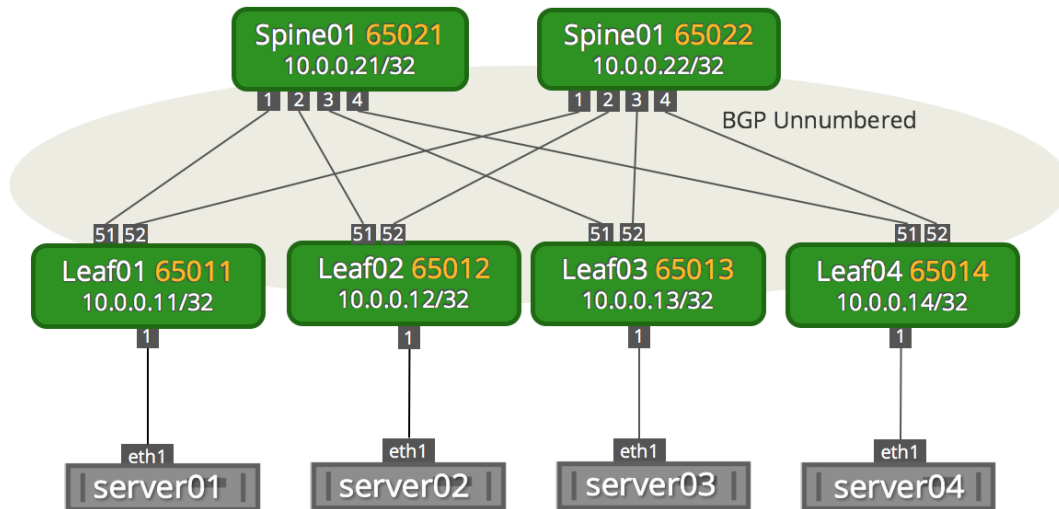 Spine01 65021
10.0.0.21/32
Spine01 65022
10.0.0.22/32
1 2 3 4
1 2 3 4
BGP Unnumbered
51 52
51 52
51 52
51 52
Leaf01 65011
10.0.0.11/32
Leaf02 65012
10.0.0.12/32
Leaf03 65013
10.0.0.13/32
Leaf04 65014
10.0.0.14/32
1
1
1
1
eth1
eth1
eth1
eth1
server01
server02
server03
server04